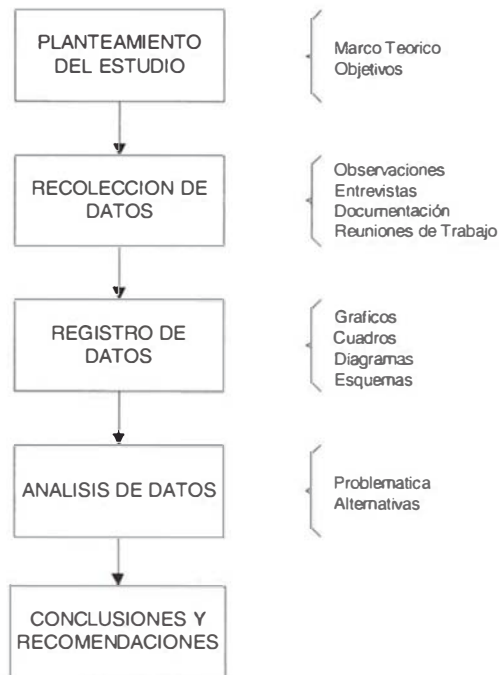 PLANTEAMIENTO
DEL ESTUDIO
Marco Teorico
Objetivos
RECOLECCION DE
DATOS
Observaciones
Entrevistas
Documentación
Reuniones de Trabajo
REGISTRO DE
DATOS
Graficos
Cuadros
Diagramas
Esquemas
ANALISIS DE DATOS
Problematica
Alternativas
CONCLUSIONES Y
RECOMENDACIONES